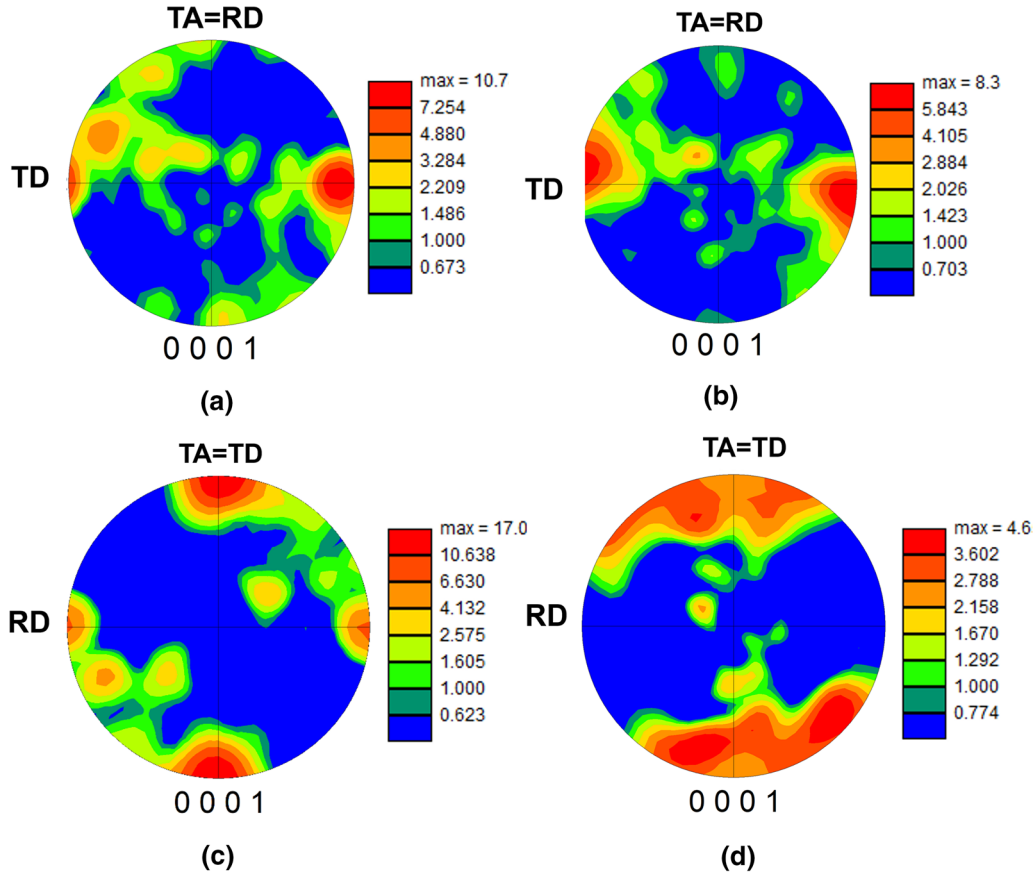 TA=RD
TD
max = 10.7
7.254
4.880
3.284
2.209
1.486
1.000
0.673
0 0 0 1
(a)
TA=RD
TD
max = 8.3
5.843
4.105
2.884
2.026
1.423
1.000
0.703
0 0 0 1
(b)
TA=TD
RD
max = 17.0
10.638
6.630
4.132
2.575
1.605
1.000
0.623
0 0 0 1
(c)
TA=TD
RD
max = 4.6
3.602
2.788
2.158
1.670
1.292
1.000
0.774
0 0 0 1
(d)